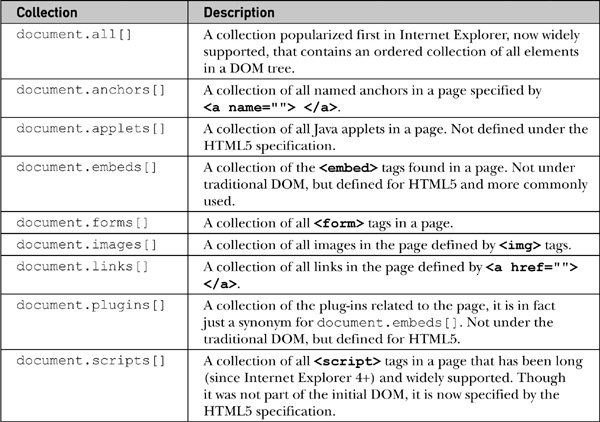 Collection Description
document.all[] A collection popularized first in Internet Explorer, now widely
supported, that contains an ordered collection of all elements
in a DOM tree.
document.anchors[] A collection of all named anchors in a page specified by
<a name=""> </a>.
document.applets[] A collection of all Java applets in a page. Not defined under the
HTML5 specification.
document.embeds[] A collection of the <embed> tags found in a page. Not under
traditional DOM, but defined for HTML5 and more commonly
used.
document.forms[] A collection of all <form> tags in a page.
document.images[] A collection of all images in the page defined by <img> tags.
document.links[] A collection of all links in the page defined by <a href="">
</a>.
document.plugins[] A collection of the plug-ins related to the page, it is in fact
just a synonym for document.embeds[]. Not under the
traditional DOM, but defined for HTML5.
document.scripts[] A collection of all <script> tags in a page that has been long
(since Internet Explorer 4+) and widely supported. Though
it was not part of the initial DOM, it is now specified by the
HTML5 specification.